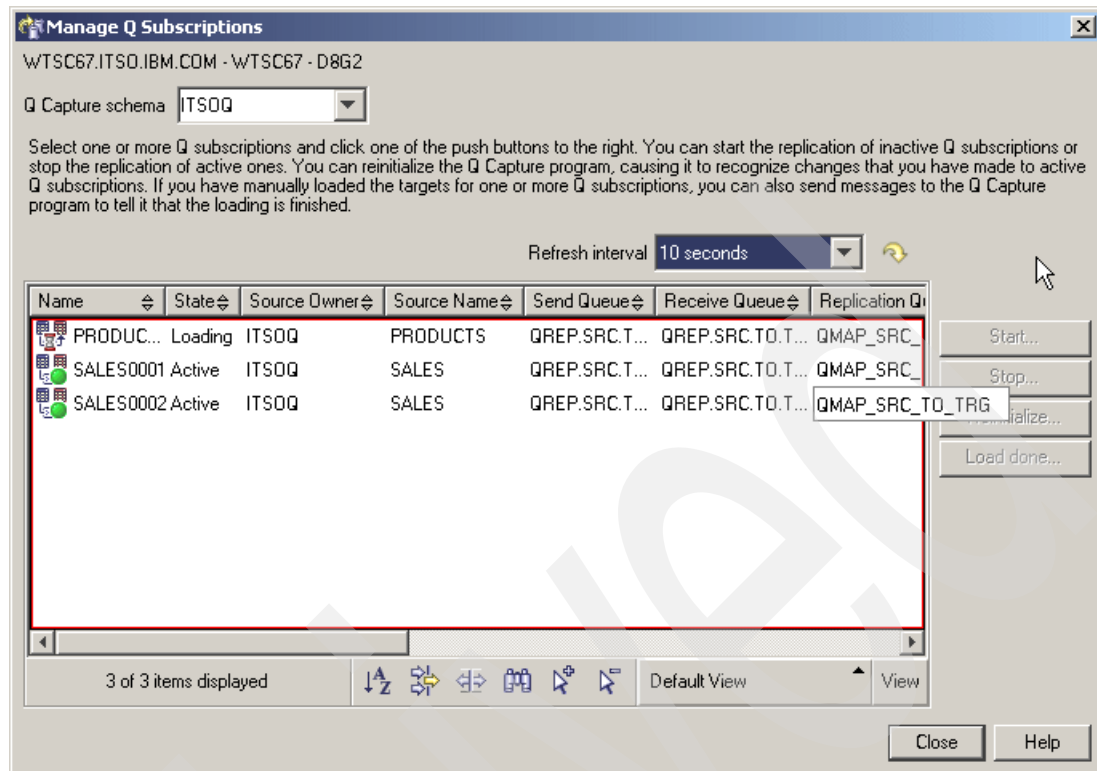 Manage Q Subscriptions
WTSC67.ITSO.IBM.COM - WTSC67 - D8G2
Q Capture schema ITSOQ
Select one or more Q subscriptions and click one of the push buttons to the right. You can start the replication of inactive Q subscriptions or
stop the replication of active ones. You can reinitialize the Q Capture program, causing it to recognize changes that you have made to active
Q subscriptions. If you have manually loaded the targets for one or more Q subscriptions, you can also send messages to the Q Capture
program to tell it that the loading is finished.
Refresh interval 10 seconds
Name State Source Owner Source Name Send Queue Receive Queue Replication Q
PRODUC... Loading ITSOQ PRODUCTS QREP.SRC.T... QREP.SRC.TO.T... QMAP_SRC_ Start...
SALES0001 Active ITSOQ SALES QREP.SRC.T... QREP.SRC.TO.T... QMAP_SRC_ Stop...
SALES0002 Active ITSOQ SALES QREP.SRC.T... QREP.SRC.TO.T... QMAP_SRC_TO_TRG
Load done...
3 of 3 items displayed Default View View
Close Help